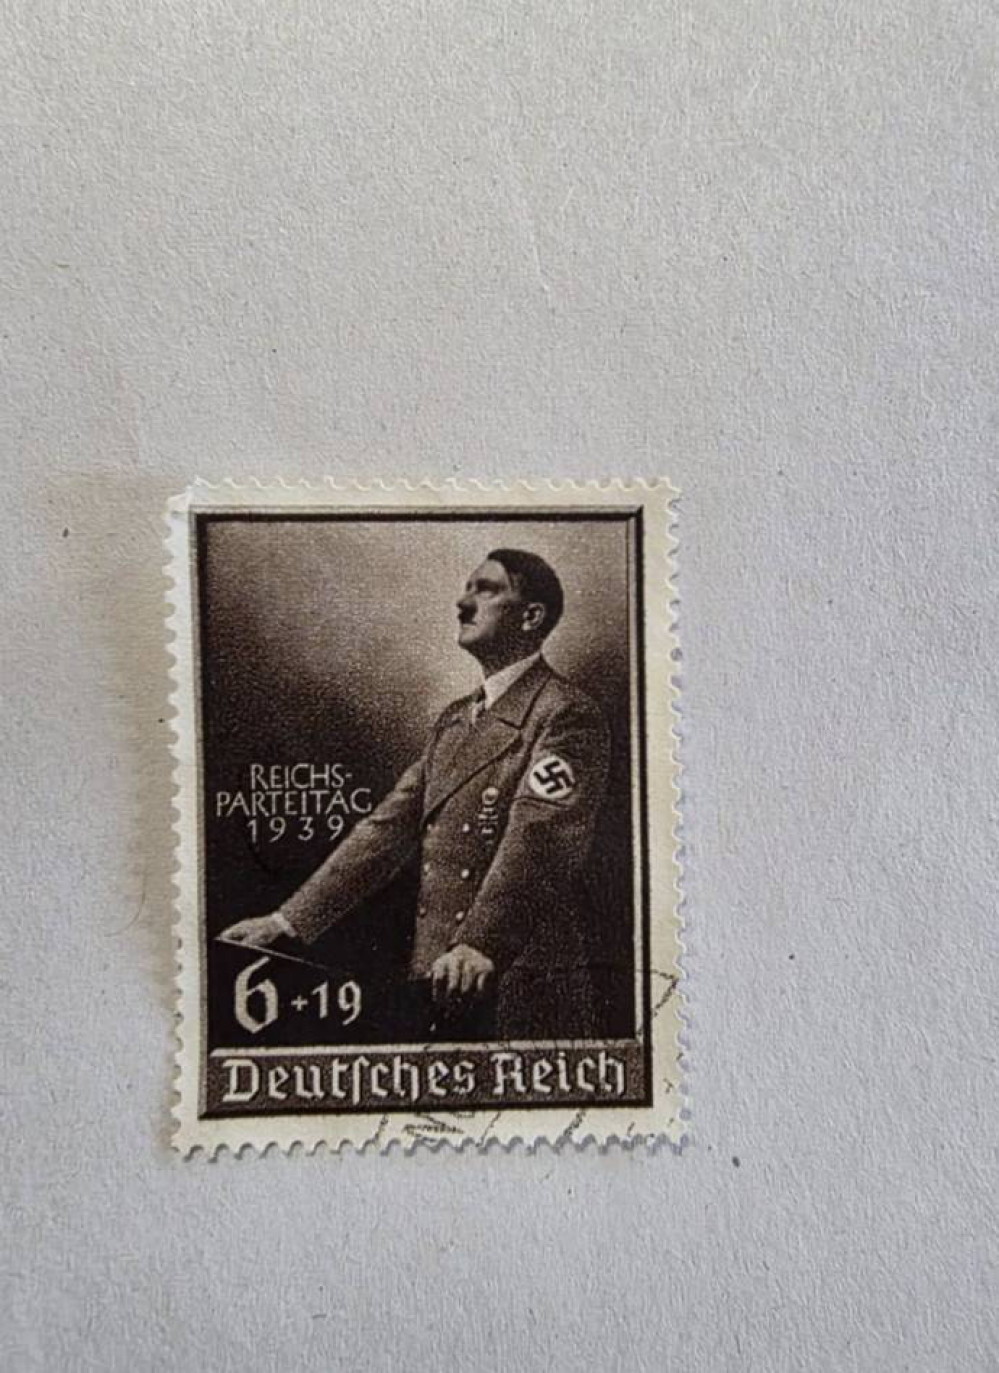 REICHS-
PARTEITAG
1939
6+19
Deutſches Reich